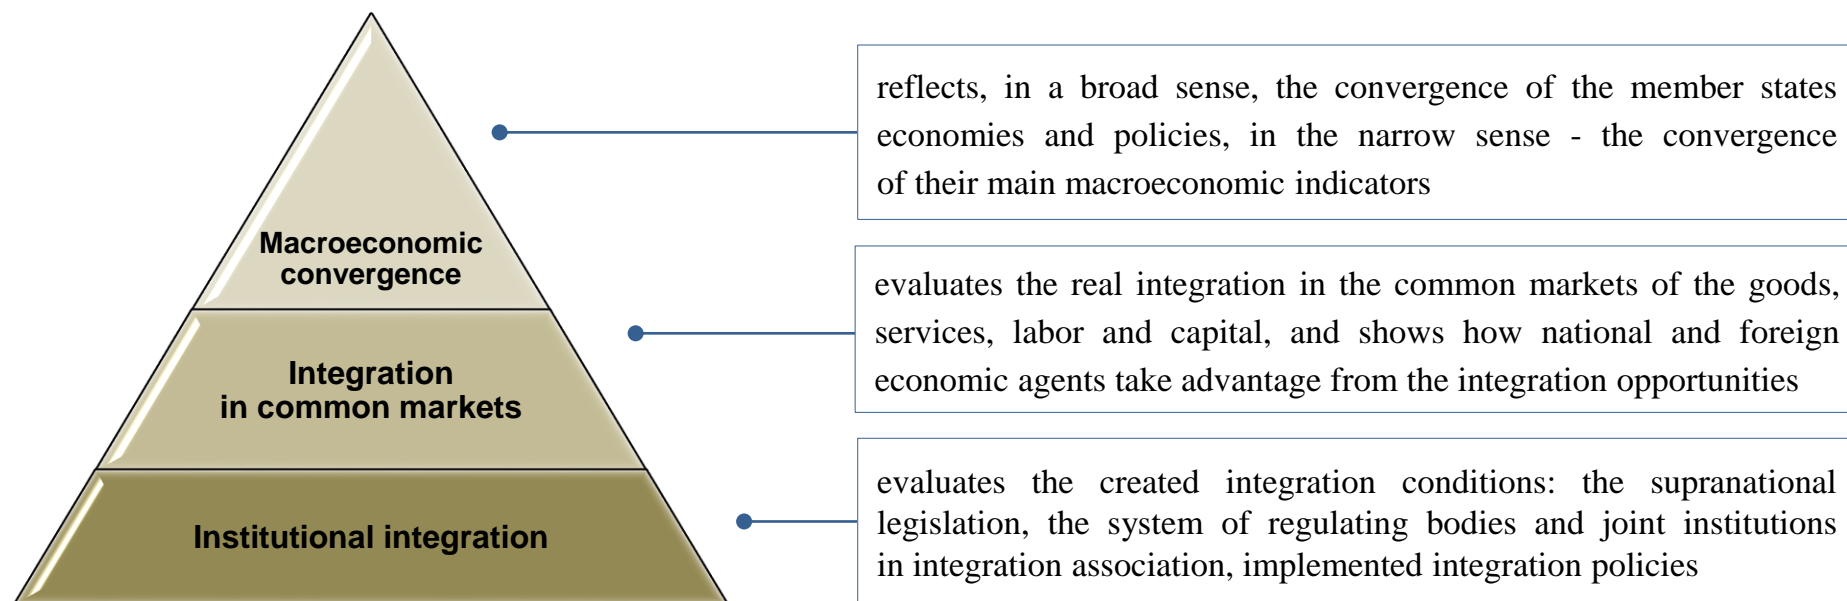 Macroeconomic
convergence
reflects, in a broad sense, the convergence of the member states
economies and policies, in the narrow sense - the convergence
of their main macroeconomic indicators
Integration
in common markets
evaluates the real integration in the common markets of the goods,
services, labor and capital, and shows how national and foreign
economic agents take advantage from the integration opportunities
Institutional integration
evaluates the created integration conditions: the supranational
legislation, the system of regulating bodies and joint institutions
in integration association, implemented integration policies